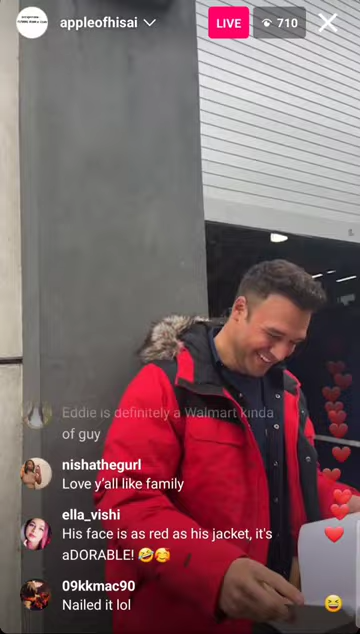 appleofhisai
LIVE
710
Eddie is definitely a Walmart kinda
of guy
nishathegurl
Love y'all like family
ella_vishi
His face is as red as his jacket, it's
aDORABLE! 🤣🥰
09kkmac90
Nailed it lol